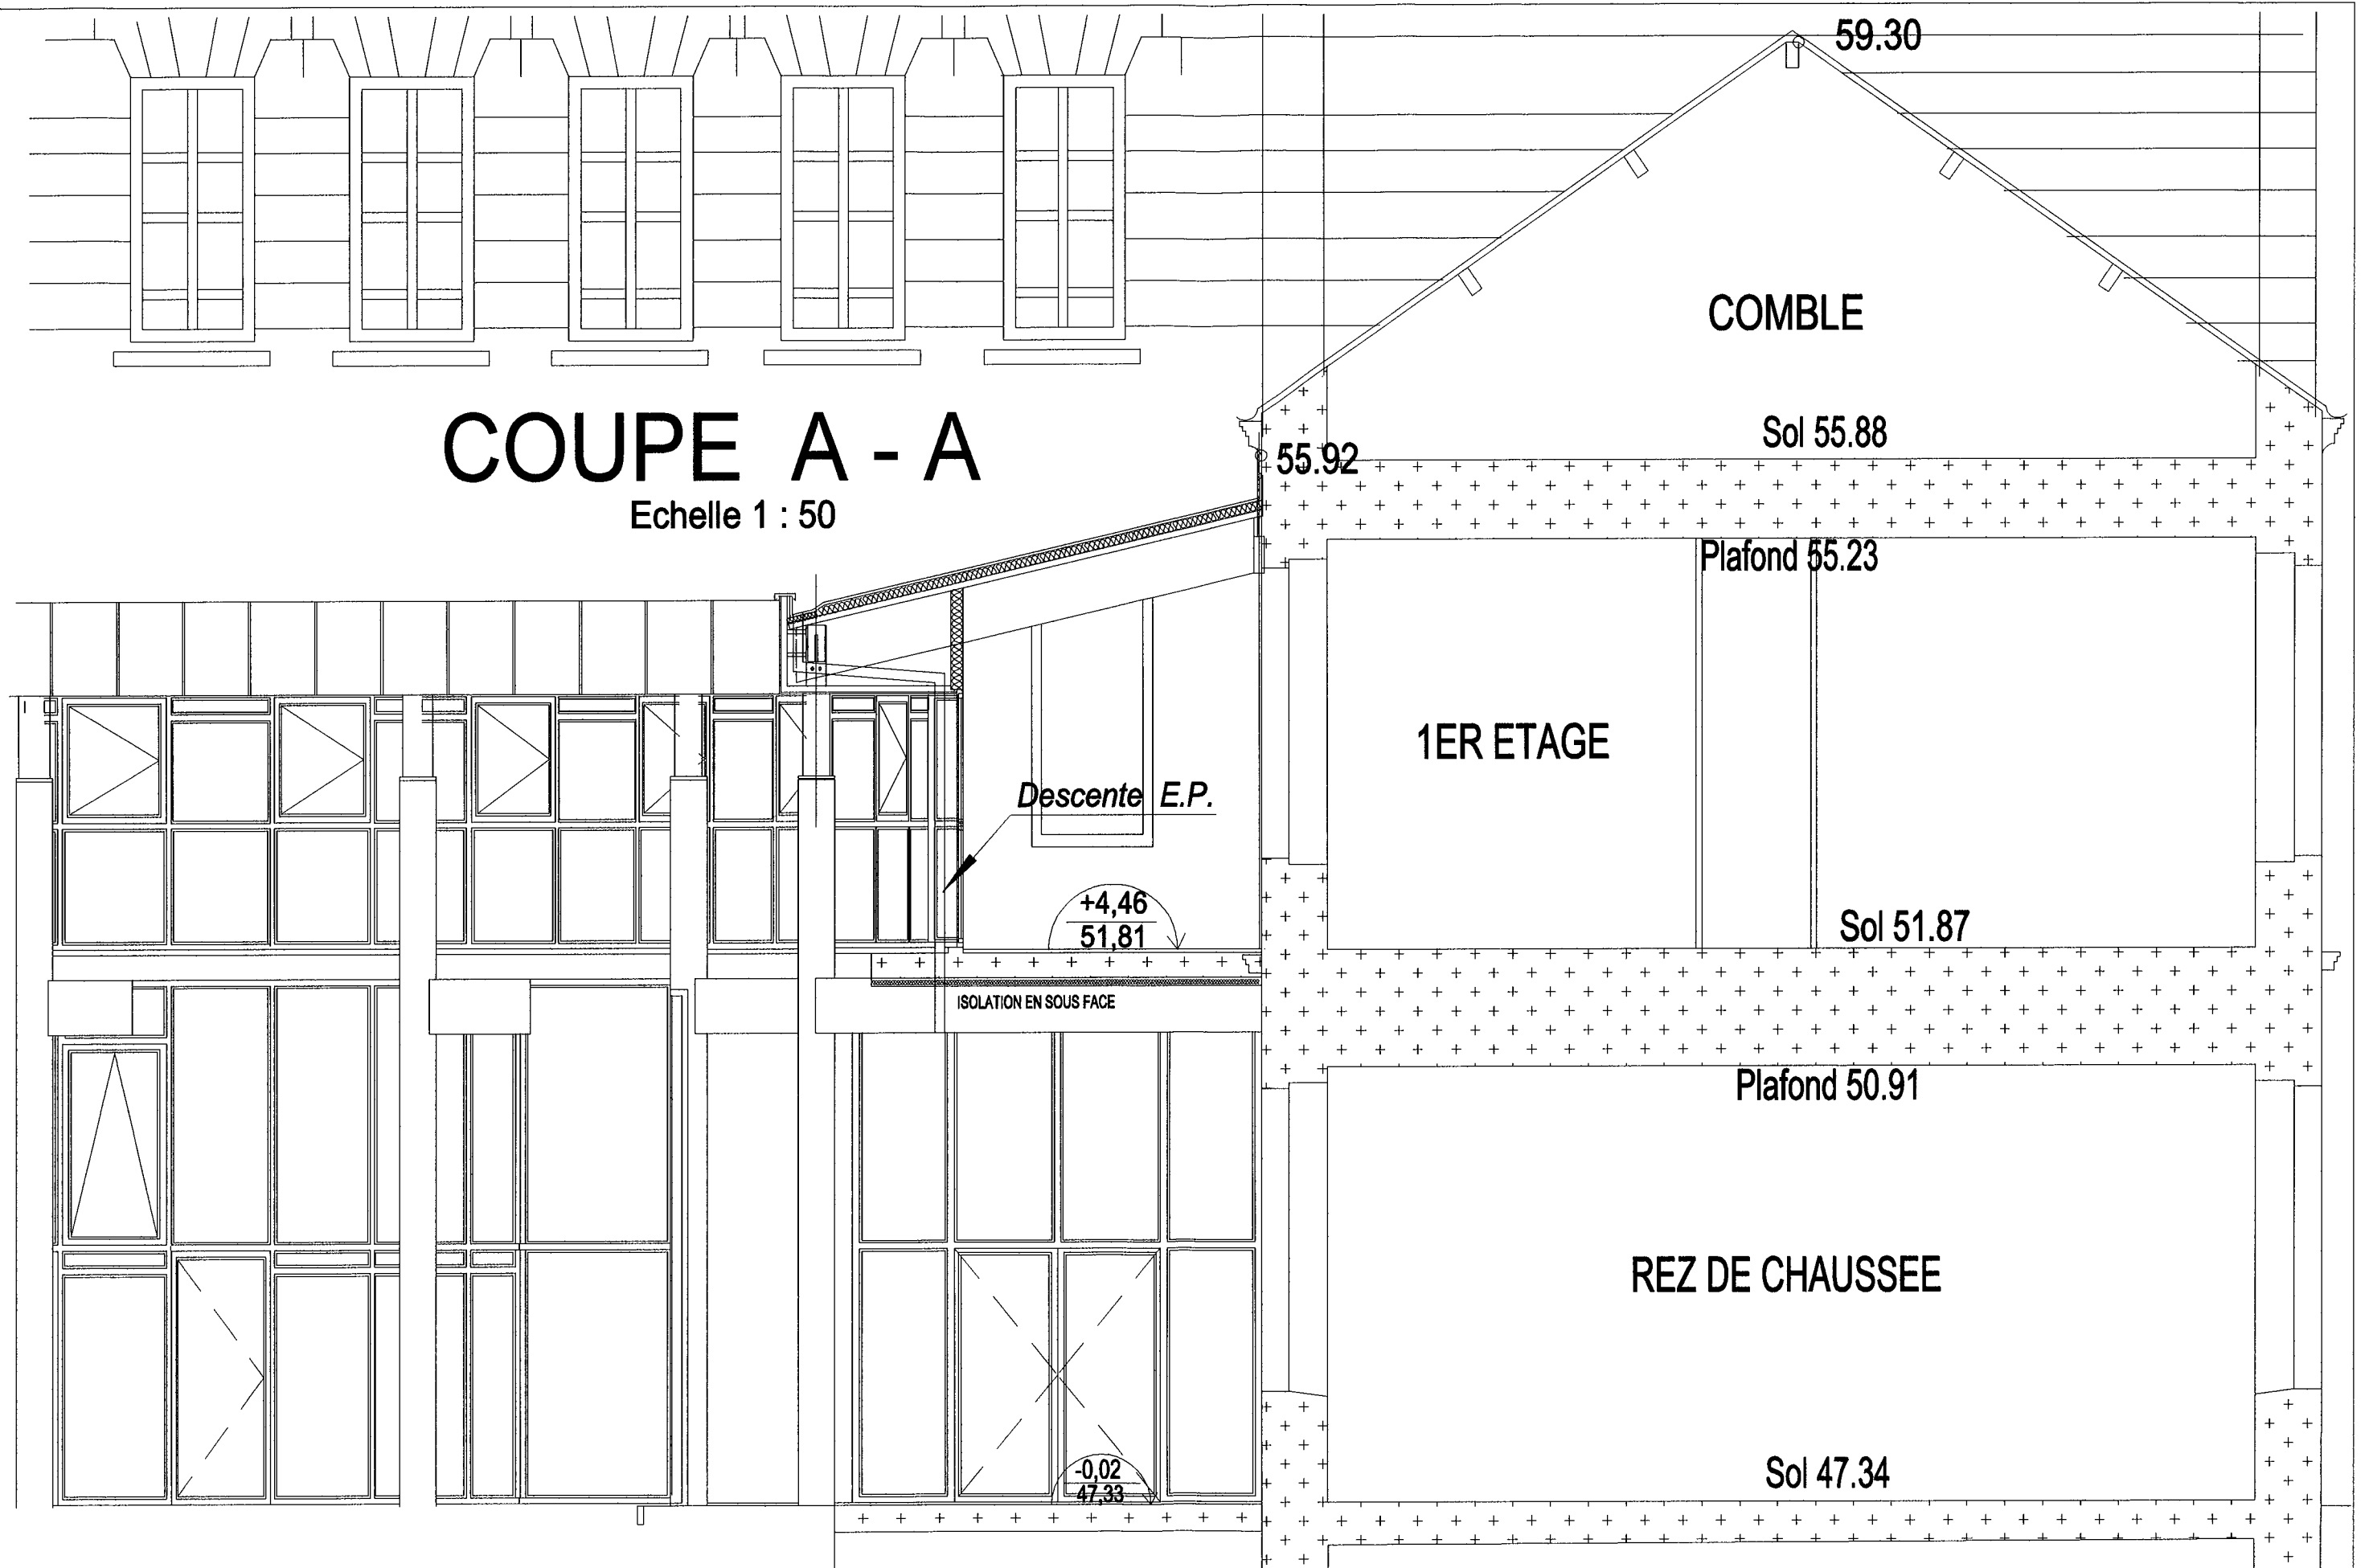 59.30
COMBLE
COUPE A - A
Echelle 1 : 50
Sol 55.88
55.92
Plafond 55.23
1ER ETAGE
Descente E.P.
+4,46
51,81
Sol 51.87
ISOLATION EN SOUS FACE
Plafond 50.91
REZ DE CHAUSSEE
-0,02
47,33
Sol 47.34